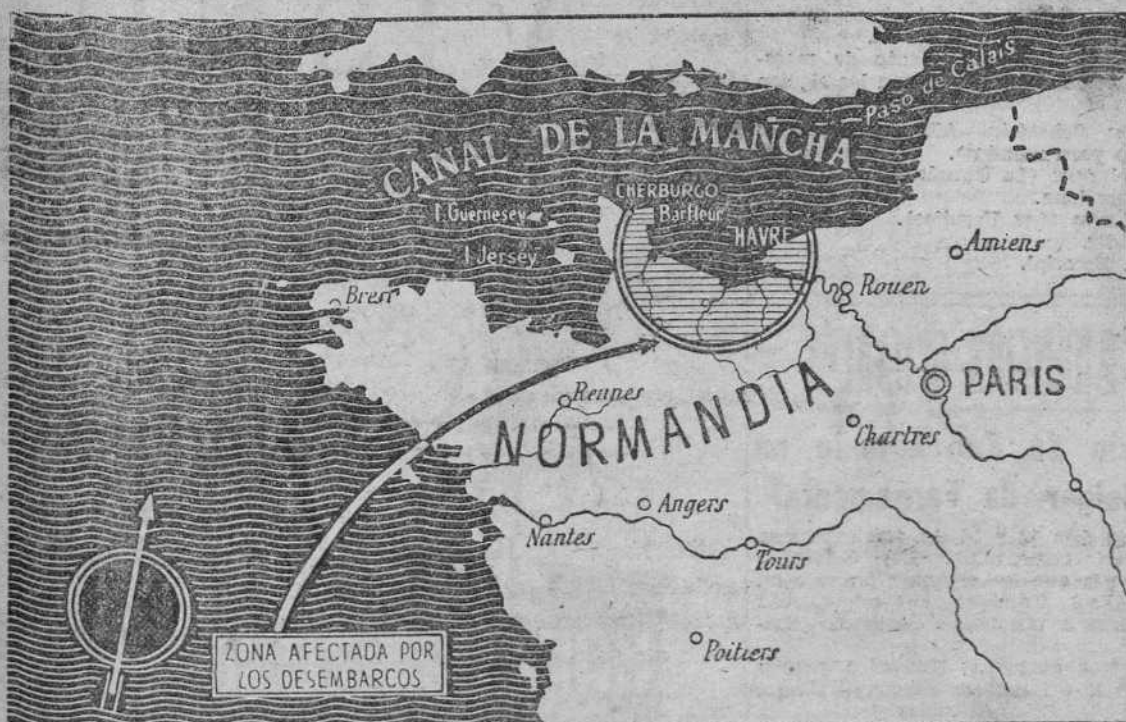 Paso de Calais
CANAL DE LA MANCHA
CHERBURGO
I. Guernesey
Barfleur
HAVRE
I. Jersey
Amiens
Brest
Rouen
PARIS
Rennes
NORMANDIA
Chartres
Angers
Nantes
Tours
ZONA AFECTADA POR
LOS DESEMBARCOS
Poitiers